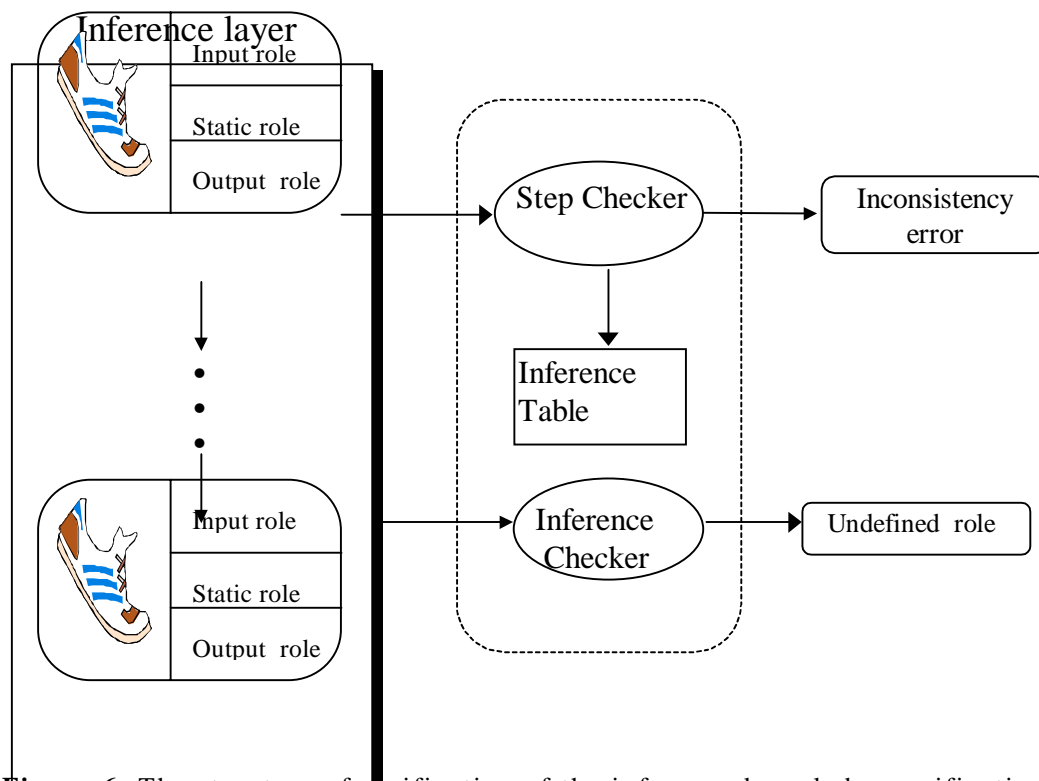 Inference layer
Input role
Static role
Output role
Step Checker
Inconsistency
error
Inference
Table
Input role
Static role
Output role
Inference
Checker
Undefined role